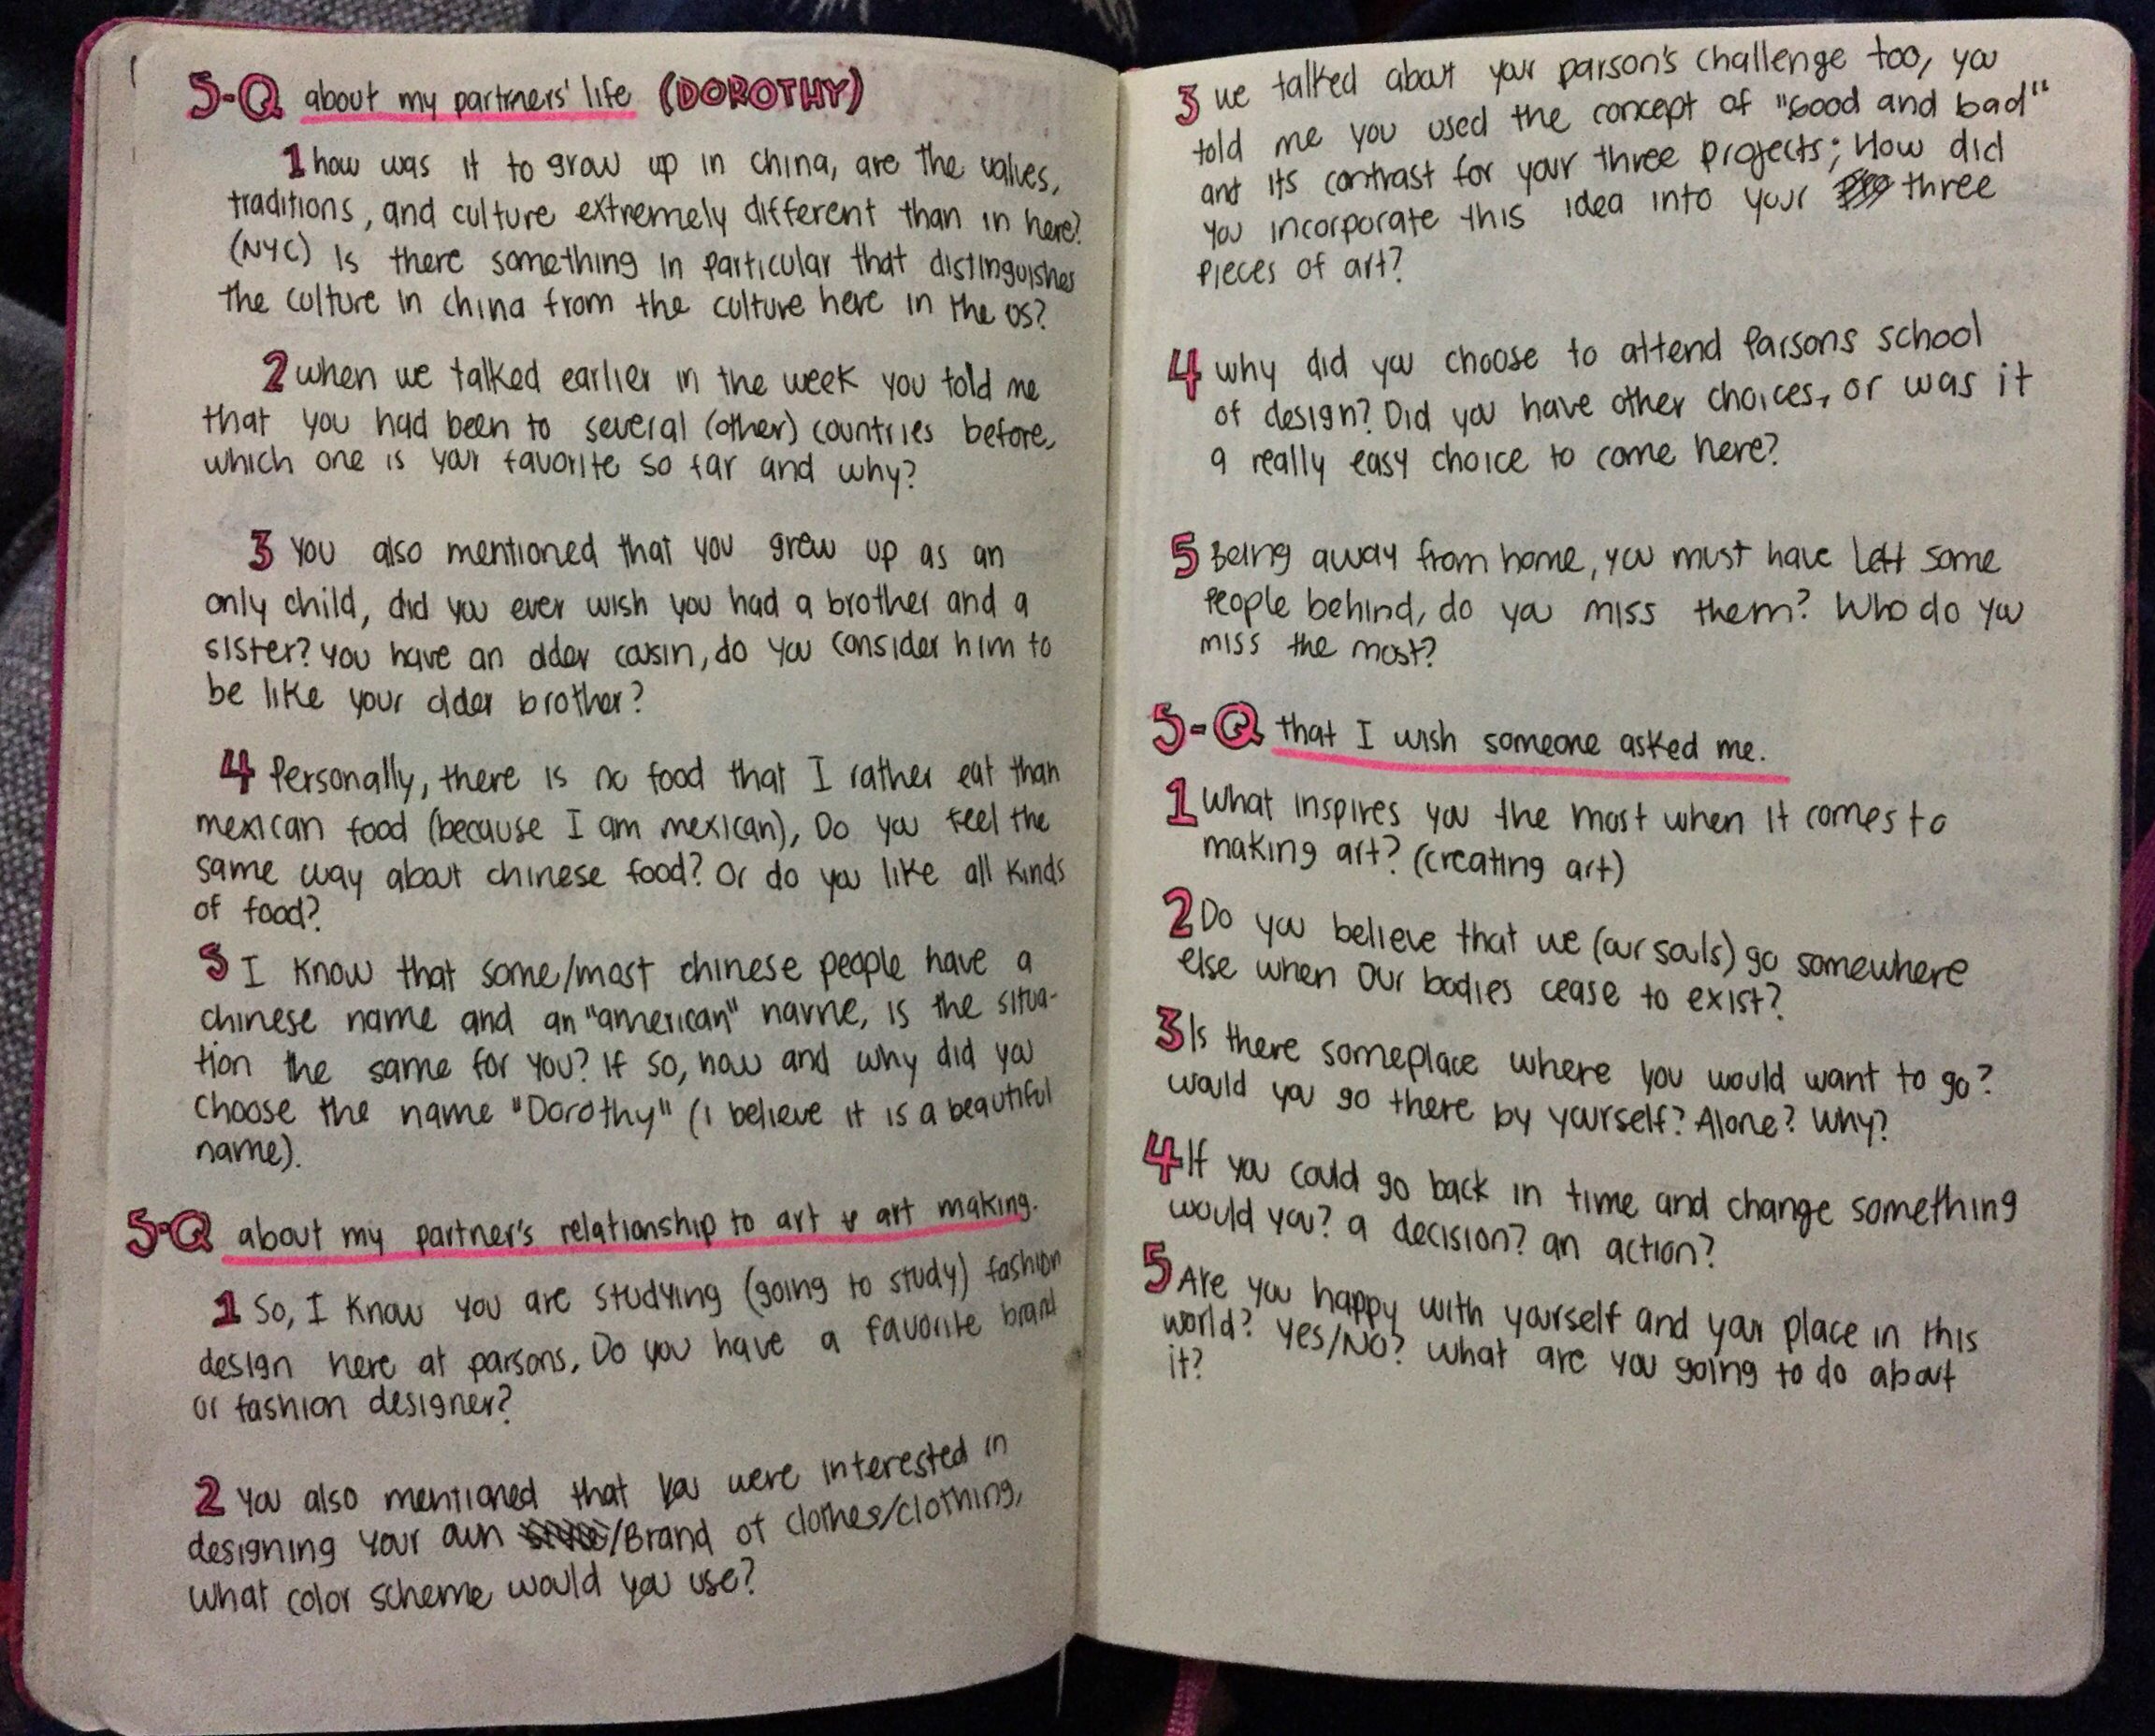 5-Q about my partners' life (DOROTHY)
1 how was it to grow up in china, are the values,
traditions, and culture extremely different than in here?
(NYC) Is there something in particular that distinguishes
the culture in china from the culture here in the US?
2 when we talked earlier in the week you told me
that you had been to several (other) countries before,
which one is your favorite so far and why?
3 You also mentioned that you grew up as an
only child, did you ever wish you had a brother and a
sister? you have an older cousin, do you consider him to
be like your older brother?
4 Personally, there is no food that I rather eat than
mexican food (because I am mexican), Do you feel the
same way about chinese food? Or do you like all kinds
of food?
5 I know that some/most chinese people have a
chinese name and an "american" name, is the situa-
tion the same for you? If so, how and why did you
choose the name "Dorothy" (i believe it is a beautiful
name).
5-Q about my partner's relationship to art & art making.
1 So, I know you are studying (going to study) fashion
design here at parsons, Do you have a favorite brand
or fashion designer?
2 You also mentioned that you were interested in
designing your own /Brand of clothes/clothing,
what color scheme would you use?
3 we talked about your parson's challenge too, you
told me you used the concept of "Good and bad"
and its contrast for your three projects; How did
you incorporate this idea into your three
pieces of art?
4 why did you choose to attend Parsons school
of design? Did you have other choices, or was it
a really easy choice to come here?
5 Being away from home, you must have left some
people behind, do you miss them? Who do you
miss the most?
5-Q that I wish someone asked me.
1 What inspires you the most when it comes to
making art? (creating art)
2 Do you believe that we (our souls) go somewhere
else when our bodies cease to exist?
3 Is there someplace where you would want to go?
would you go there by yourself? Alone? Why?
4 If you could go back in time and change something
would you? a decision? an action?
5 Are you happy with yourself and your place in this
world? Yes/No? What are you going to do about
it?